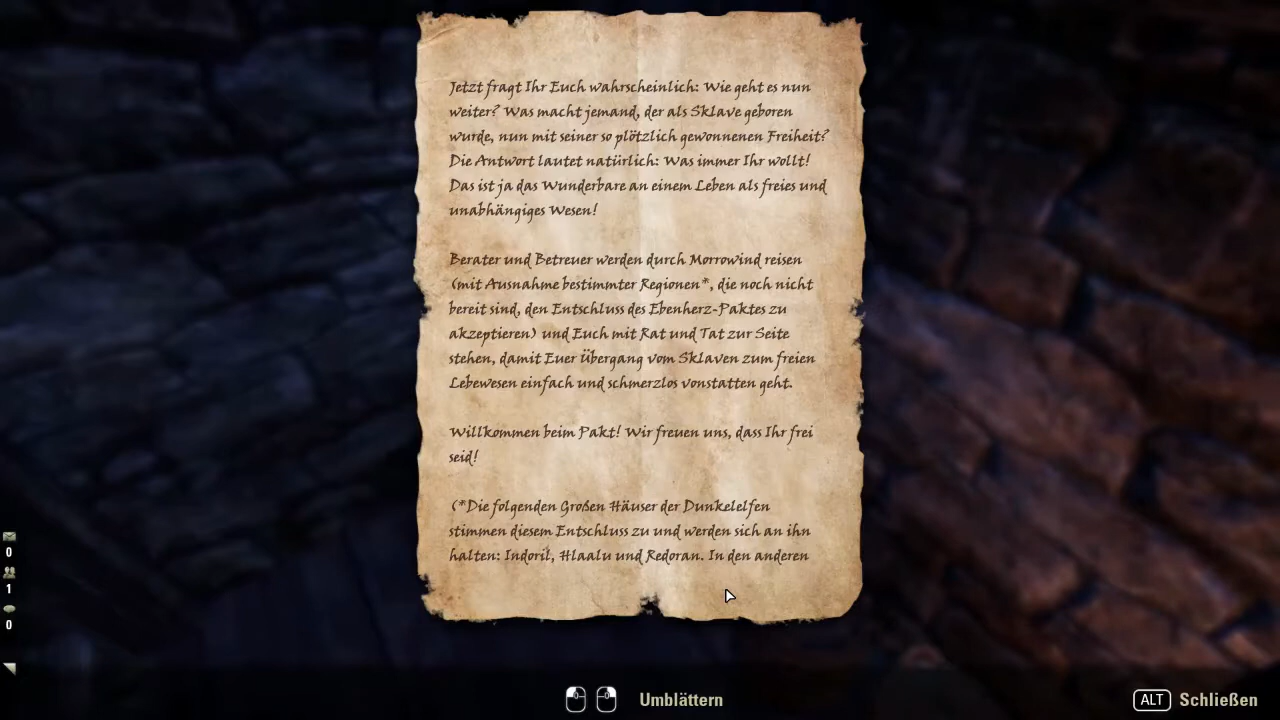 Jetzt fragt Ihr Euch wahrscheinlich: Wie geht es nun
weiter? Was macht jemand, der als Sklave geboren
wurde, nun mit seiner so plötzlich gewonnenen Freiheit?
Die Antwort lautet natürlich: Was immer Ihr wollt!
Das ist ja das Wunderbare an einem Leben als freies und
unabhängiges Wesen!
Berater und Betreuer werden durch Morrowind reisen
(mit Ausnahme bestimmter Regionen*, die noch nicht
bereit sind, den Entschluss des Ebenherz-Paktes zu
akzeptieren) und Euch mit Rat und Tat zur Seite
stehen, damit Euer Übergang vom Sklaven zum freien
Lebewesen einfach und schmerzlos vonstatten geht.
Willkommen beim Pakt! Wir freuen uns, dass Ihr frei
seid!
(*Die folgenden Großen Häuser der Dunkelelfen
stimmen diesem Entschluss zu und werden sich an ihn
halten: Indoril, Hlaalu und Redoran. In den anderen
0
1
0
Umblättern
ALT Schließen